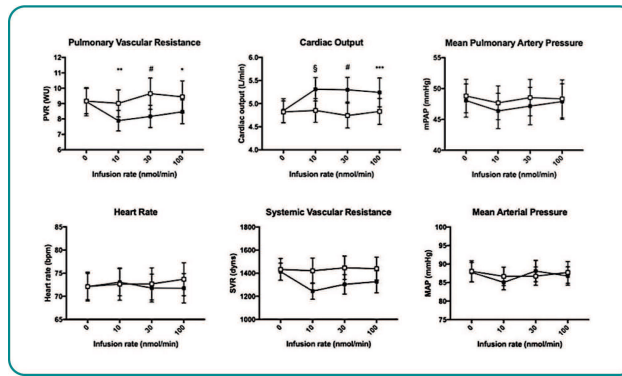 Pulmonary Vascular Resistance
PVR (WU)
12
11
10
9
8
7
6
** # *
0 10 30 100
Infusion rate (nmol/min)
Cardiac Output
Cardiac output (L/min)
6.0
5.5
5.0
4.5
4.0
§ # ***
0 10 30 100
Infusion rate (nmol/min)
Mean Pulmonary Artery Pressure
mPAP (mmHg)
55
50
45
40
0 10 30 100
Infusion rate (nmol/min)
Heart Rate
Heart rate (bpm)
85
80
75
70
65
0 10 30 100
Infusion rate (nmol/min)
Systemic Vascular Resistance
SVR (dyns)
1800
1600
1400
1200
1000
0 10 30 100
Infusion rate (nmol/min)
Mean Arterial Pressure
MAP (mmHg)
95
90
85
80
75
0 10 30 100
Infusion rate (nmol/min)